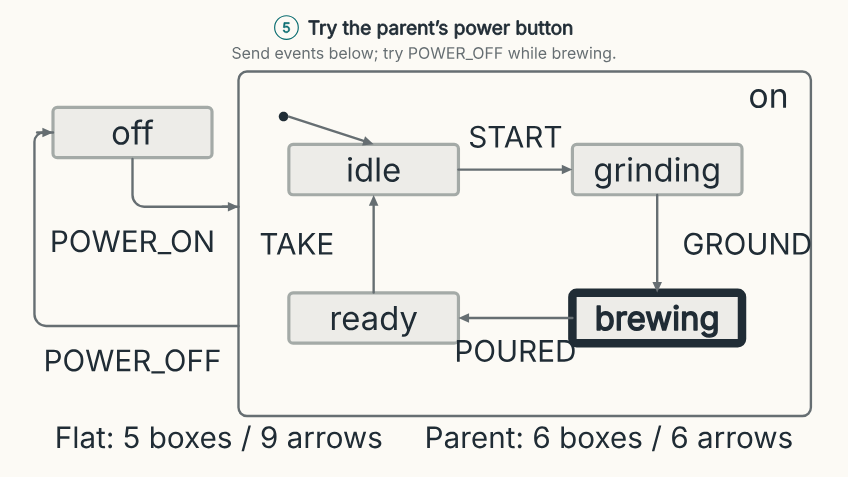 5 Try the parent's power button
Send events below; try POWER_OFF while brewing.
on
off
START
idle
grinding
POWER_ON
TAKE
GROUND
ready
brewing
POURED
POWER_OFF
Flat: 5 boxes / 9 arrows
Parent: 6 boxes / 6 arrows